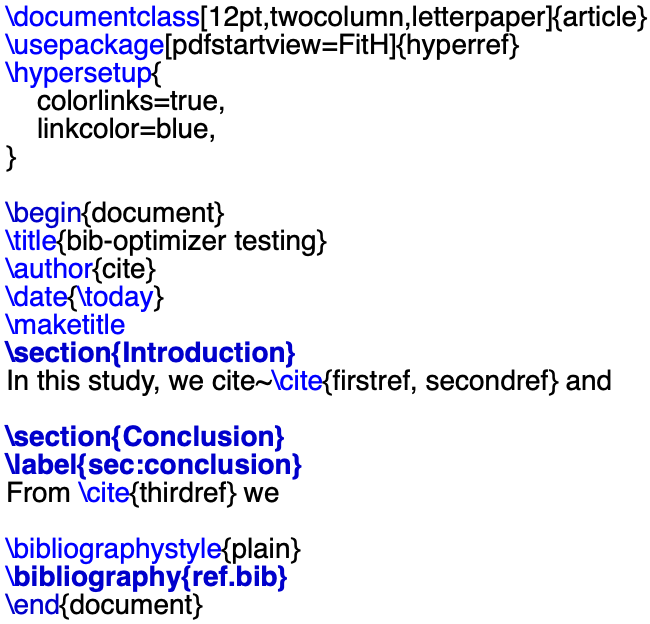 \documentclass[12pt,twocolumn,letterpaper]{article}
\usepackage[pdfstartview=FitH]{hyperref}
\hypersetup{
    colorlinks=true,
    linkcolor=blue,
}

\begin{document}
\title{bib-optimizer testing}
\author{cite}
\date{\today}
\maketitle
\section{Introduction}
In this study, we cite~\cite{firstref, secondref} and

\section{Conclusion}
\label{sec:conclusion}
From \cite{thirdref} we

\bibliographystyle{plain}
\bibliography{ref.bib}
\end{document}